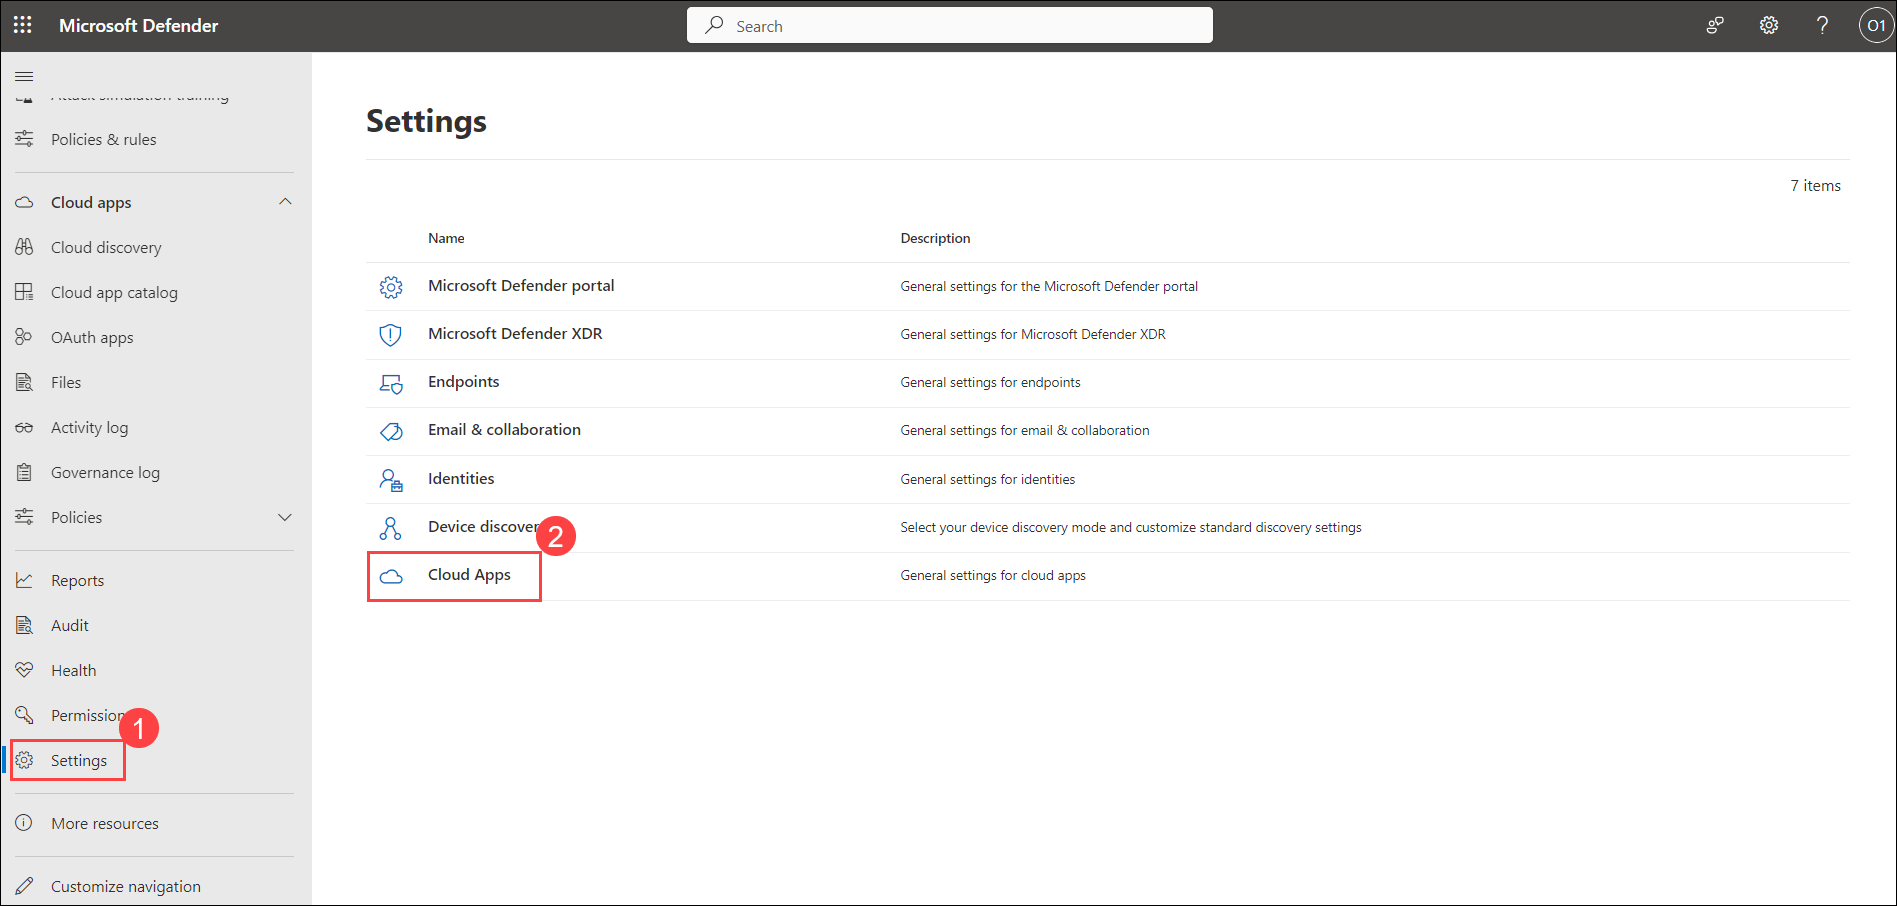 Microsoft Defender
Search
O1
Attack simulation training
Policies & rules
Cloud apps
Cloud discovery
Cloud app catalog
OAuth apps
Files
Activity log
Governance log
Policies
Reports
Audit
Health
Permission
1
Settings
More resources
Customize navigation
Settings
7 items
Name Description
Microsoft Defender portal General settings for the Microsoft Defender portal
Microsoft Defender XDR General settings for Microsoft Defender XDR
Endpoints General settings for endpoints
Email & collaboration General settings for email & collaboration
Identities General settings for identities
Device discover Select your device discovery mode and customize standard discovery settings
2
Cloud Apps General settings for cloud apps